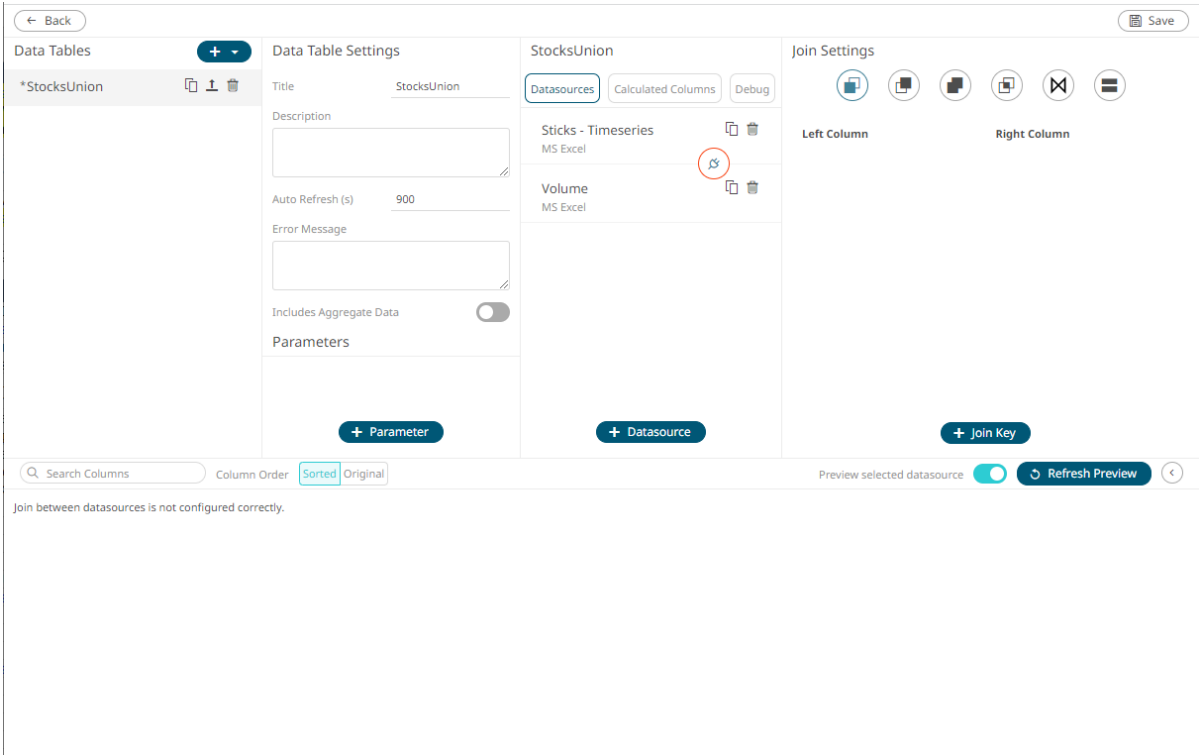 ← Back
Save
Data Tables
*StocksUnion
Data Table Settings
Title
StocksUnion
Description
Auto Refresh (s)
900
Error Message
Includes Aggregate Data
Parameters
+ Parameter
StocksUnion
Datasources
Calculated Columns
Debug
Sticks - Timeseries
MS Excel
Volume
MS Excel
+ Datasource
Join Settings
Left Column
Right Column
+ Join Key
Search Columns
Column Order
Sorted
Original
Preview selected datasource
Refresh Preview
Join between datasources is not configured correctly.